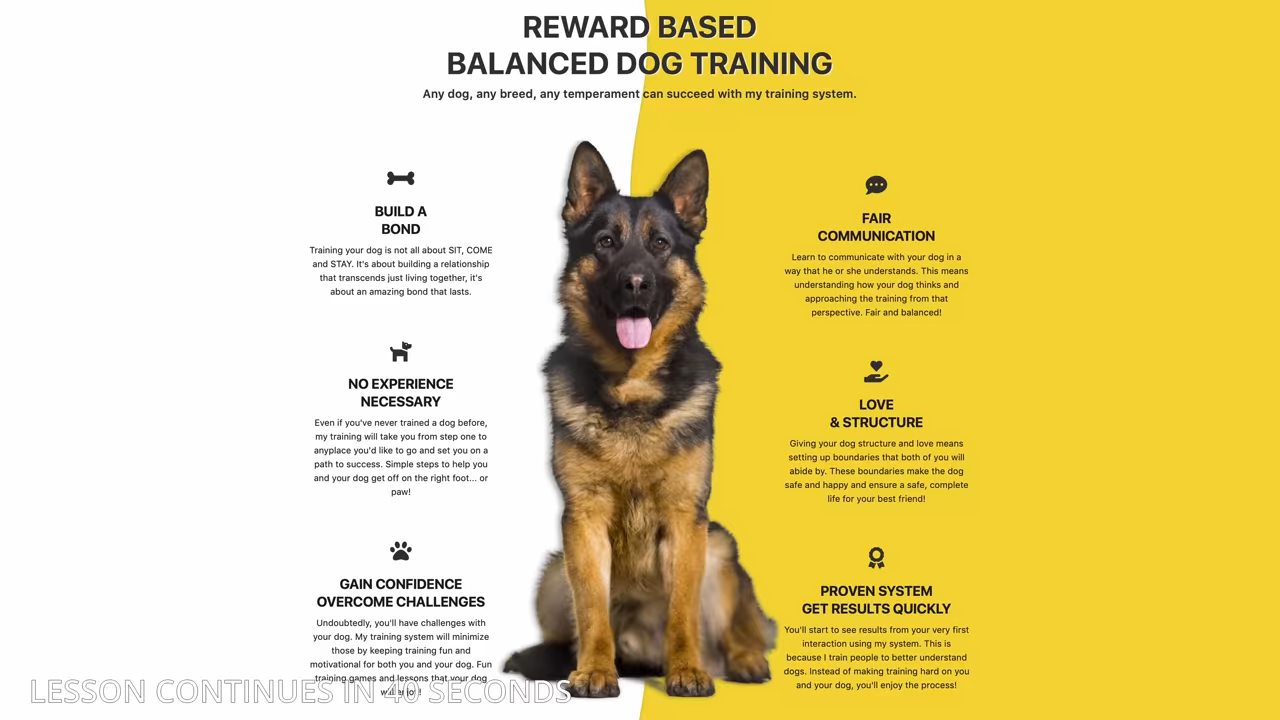 REWARD BASED
BALANCED DOG TRAINING
Any dog, any breed, any temperament can succeed with my training system.
BUILD A
BOND
Training your dog is not all about SIT, COME
and STAY. It's about building a relationship
that transcends just living together, it's
about an amazing bond that lasts.
NO EXPERIENCE
NECESSARY
Even if you've never trained a dog before,
my training will take you from step one to
anyplace you'd like to go and set you on a
path to success. Simple steps to help you
and your dog get off on the right foot... or
paw!
GAIN CONFIDENCE
OVERCOME CHALLENGES
Undoubtedly, you'll have challenges with
your dog. My training system will minimize
those by keeping training fun and
motivational for both you and your dog. Fun
training games and lessons that your dog
will enjoy!
FAIR
COMMUNICATION
Learn to communicate with your dog in a
way that he or she understands. This means
understanding how your dog thinks and
approaching the training from that
perspective. Fair and balanced!
LOVE
& STRUCTURE
Giving your dog structure and love means
setting up boundaries that both of you will
abide by. These boundaries make the dog
safe and happy and ensure a safe, complete
life for your best friend!
PROVEN SYSTEM
GET RESULTS QUICKLY
You'll start to see results from your very first
interaction using my system. This is
because I train people to better understand
dogs. Instead of making training hard on you
and your dog, you'll enjoy the process!
LESSON CONTINUES IN 40 SECONDS